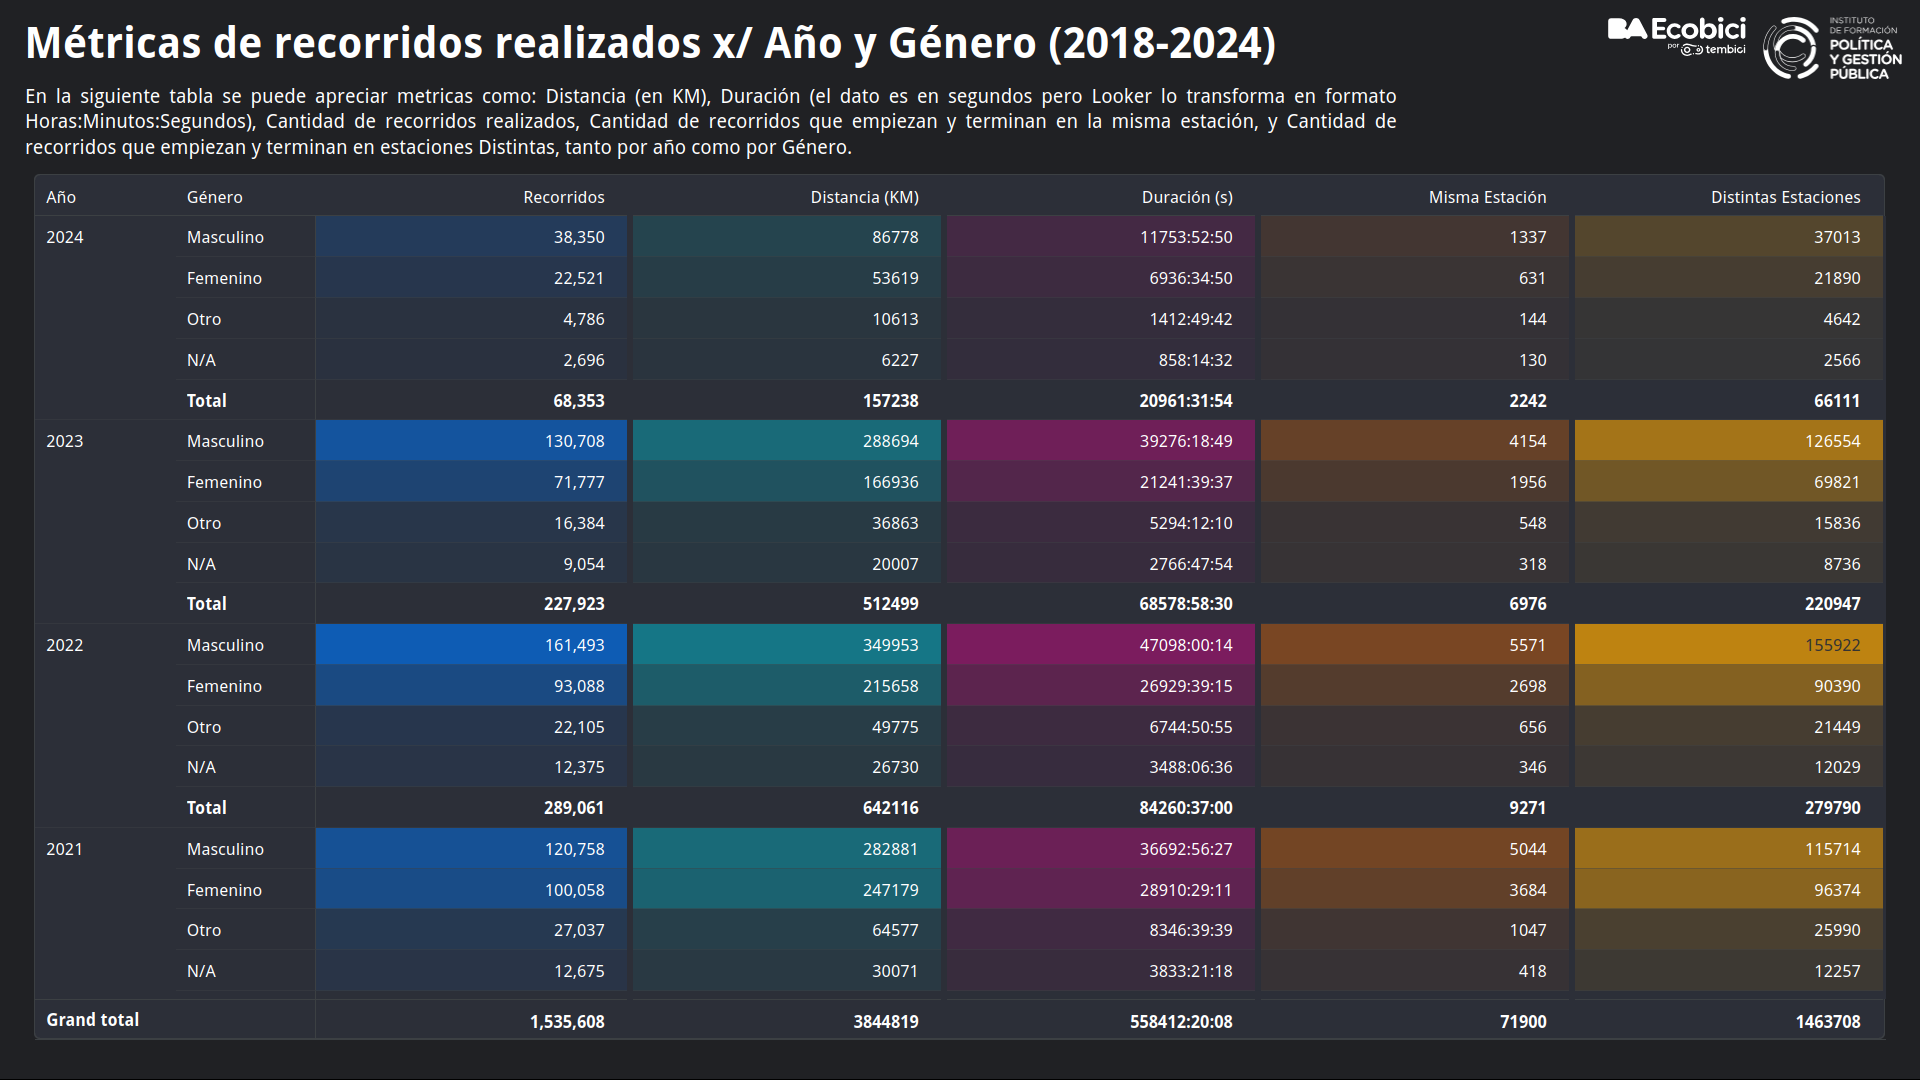 Métricas de recorridos realizados x/ Año y Género (2018-2024)
BA Ecobici
por tembici
INSTITUTO
DE FORMACIÓN
POLÍTICA
Y GESTIÓN
PÚBLICA
En la siguiente tabla se puede apreciar metricas como: Distancia (en KM), Duración (el dato es en segundos pero Looker lo transforma en formato
Horas:Minutos:Segundos), Cantidad de recorridos realizados, Cantidad de recorridos que empiezan y terminan en la misma estación, y Cantidad de
recorridos que empiezan y terminan en estaciones Distintas, tanto por año como por Género.
Año Género Recorridos Distancia (KM) Duración (s) Misma Estación Distintas Estaciones
2024 Masculino 38,350 86778 11753:52:50 1337 37013
Femenino 22,521 53619 6936:34:50 631 21890
Otro 4,786 10613 1412:49:42 144 4642
N/A 2,696 6227 858:14:32 130 2566
Total 68,353 157238 20961:31:54 2242 66111
2023 Masculino 130,708 288694 39276:18:49 4154 126554
Femenino 71,777 166936 21241:39:37 1956 69821
Otro 16,384 36863 5294:12:10 548 15836
N/A 9,054 20007 2766:47:54 318 8736
Total 227,923 512499 68578:58:30 6976 220947
2022 Masculino 161,493 349953 47098:00:14 5571 155922
Femenino 93,088 215658 26929:39:15 2698 90390
Otro 22,105 49775 6744:50:55 656 21449
N/A 12,375 26730 3488:06:36 346 12029
Total 289,061 642116 84260:37:00 9271 279790
2021 Masculino 120,758 282881 36692:56:27 5044 115714
Femenino 100,058 247179 28910:29:11 3684 96374
Otro 27,037 64577 8346:39:39 1047 25990
N/A 12,675 30071 3833:21:18 418 12257
Grand total 1,535,608 3844819 558412:20:08 71900 1463708